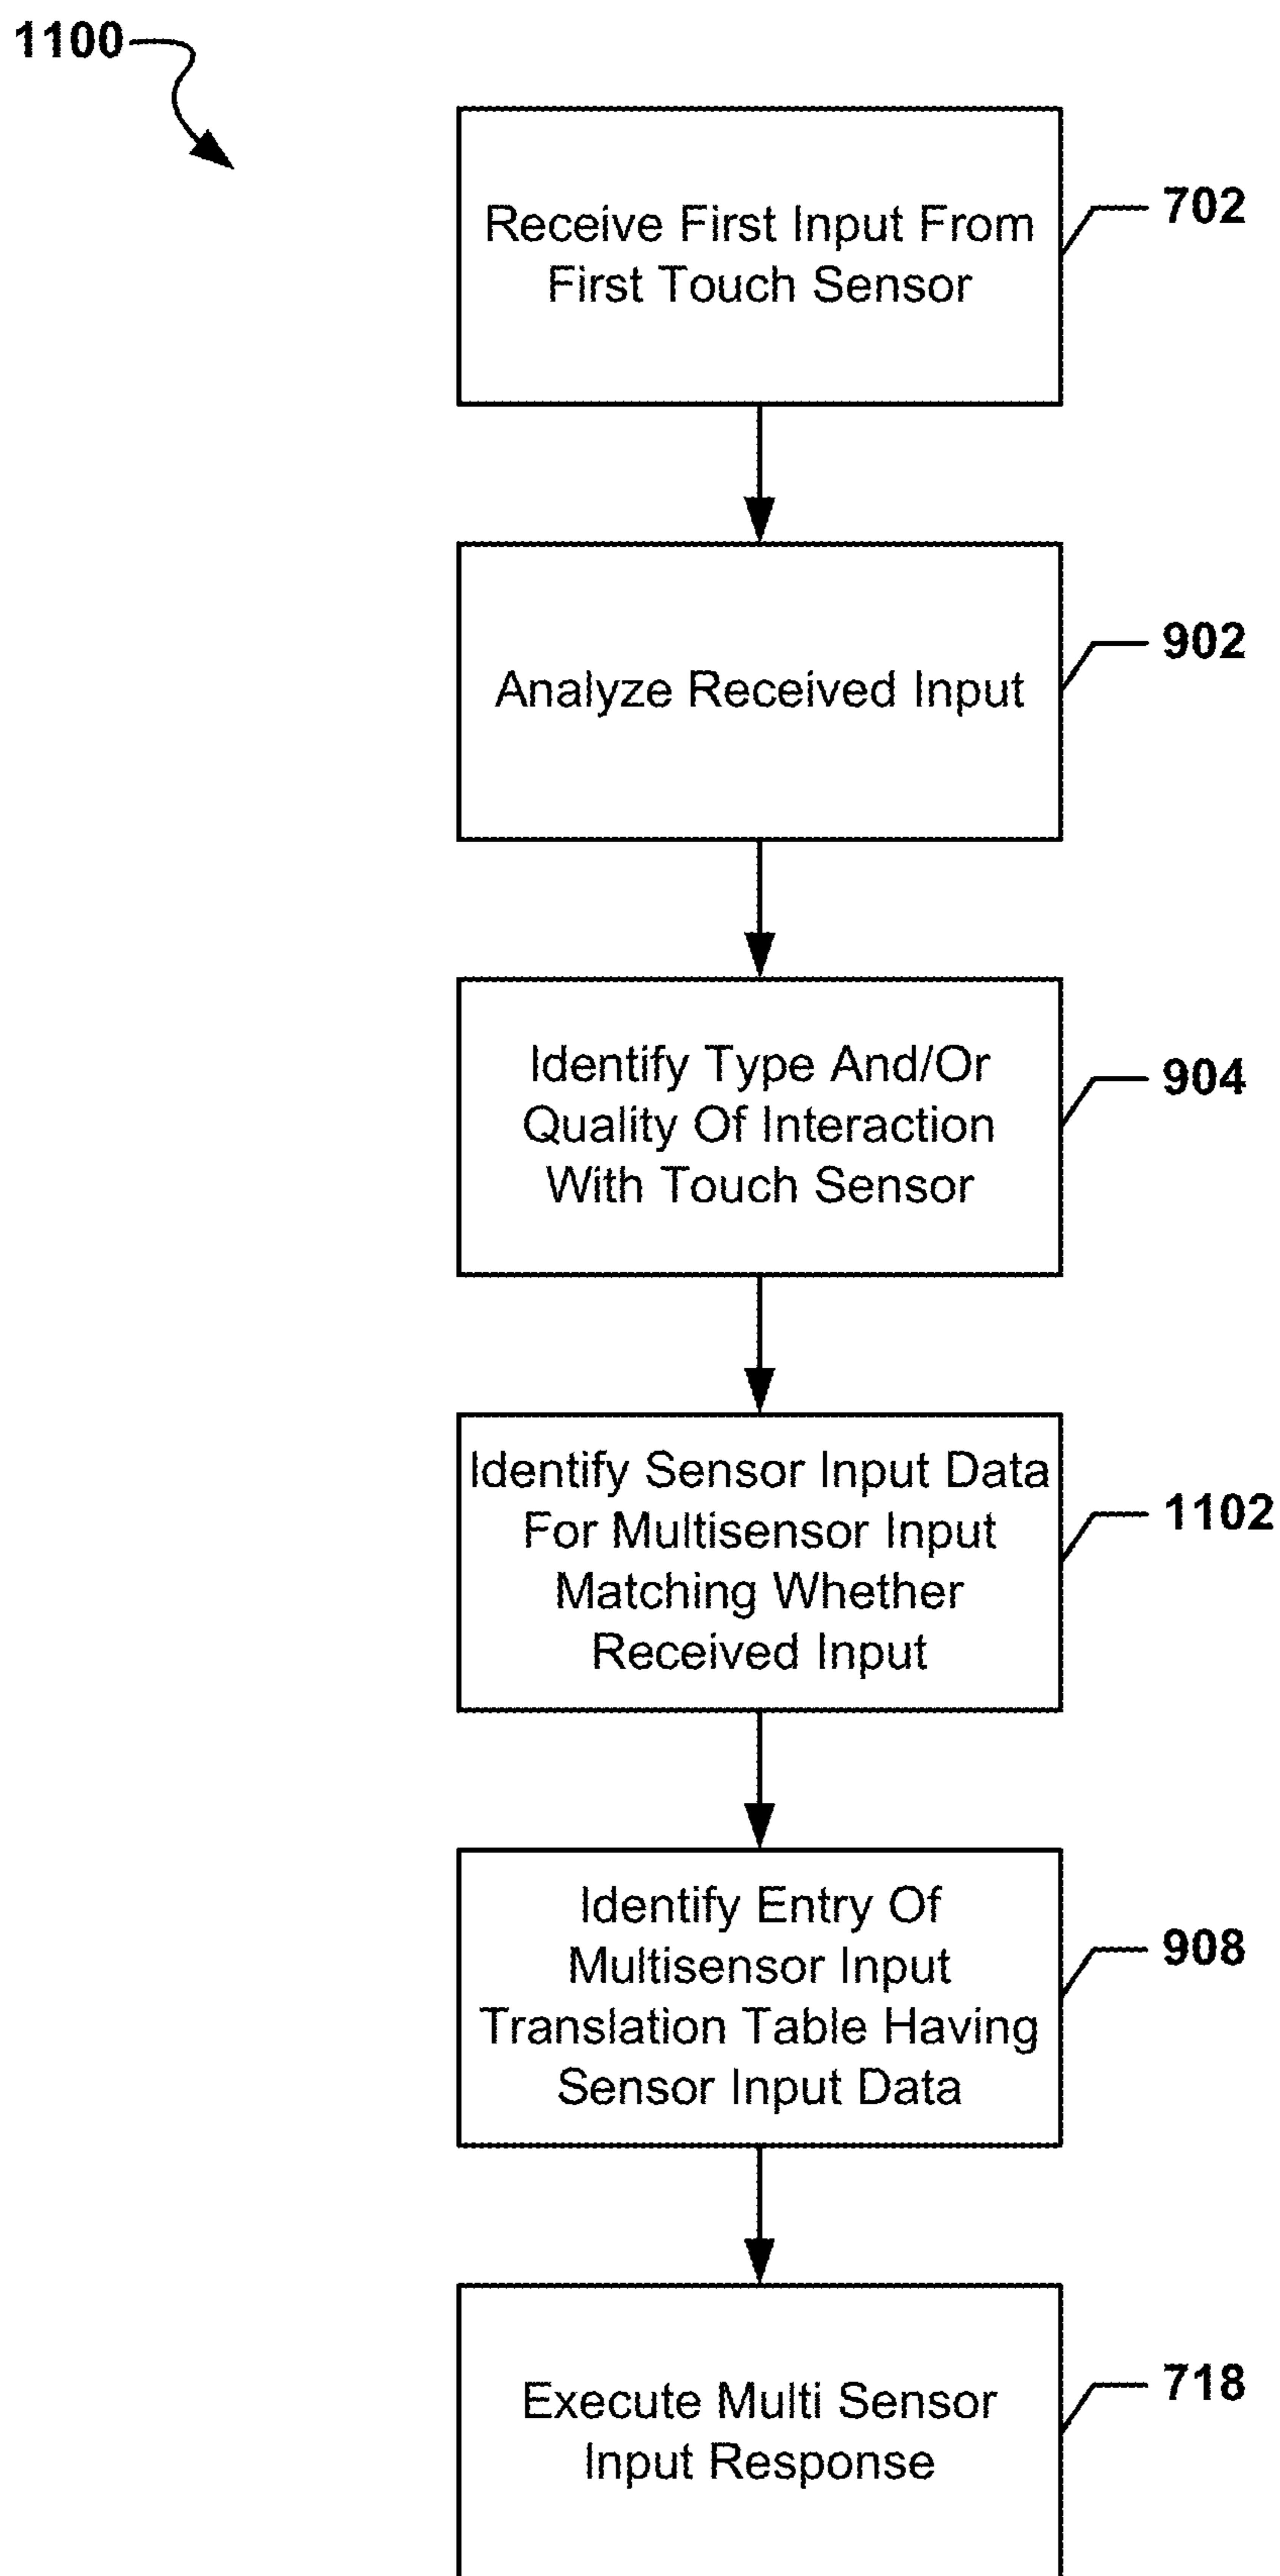 1100
Receive First Input From
First Touch Sensor
702
Analyze Received Input
902
Identify Type And/Or
Quality Of Interaction
With Touch Sensor
904
Identify Sensor Input Data
For Multisensor Input
Matching Whether
Received Input
1102
Identify Entry Of
Multisensor Input
Translation Table Having
Sensor Input Data
908
Execute Multi Sensor
Input Response
718